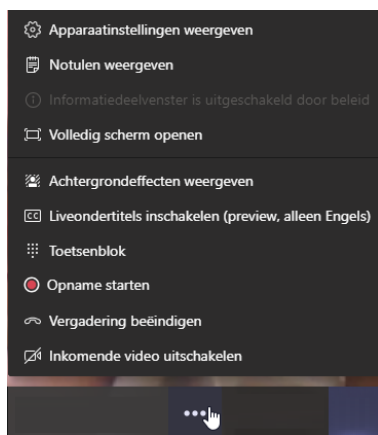 Apparaatinstellingen weergeven
Notulen weergeven
Informatiedeelvenster is uitgeschakeld door beleid
Volledig scherm openen
Achtergrondeffecten weergeven
CC Liveondertitels inschakelen (preview, alleen Engels)
Toetsenblok
Opname starten
Vergadering beëindigen
Inkomende video uitschakelen